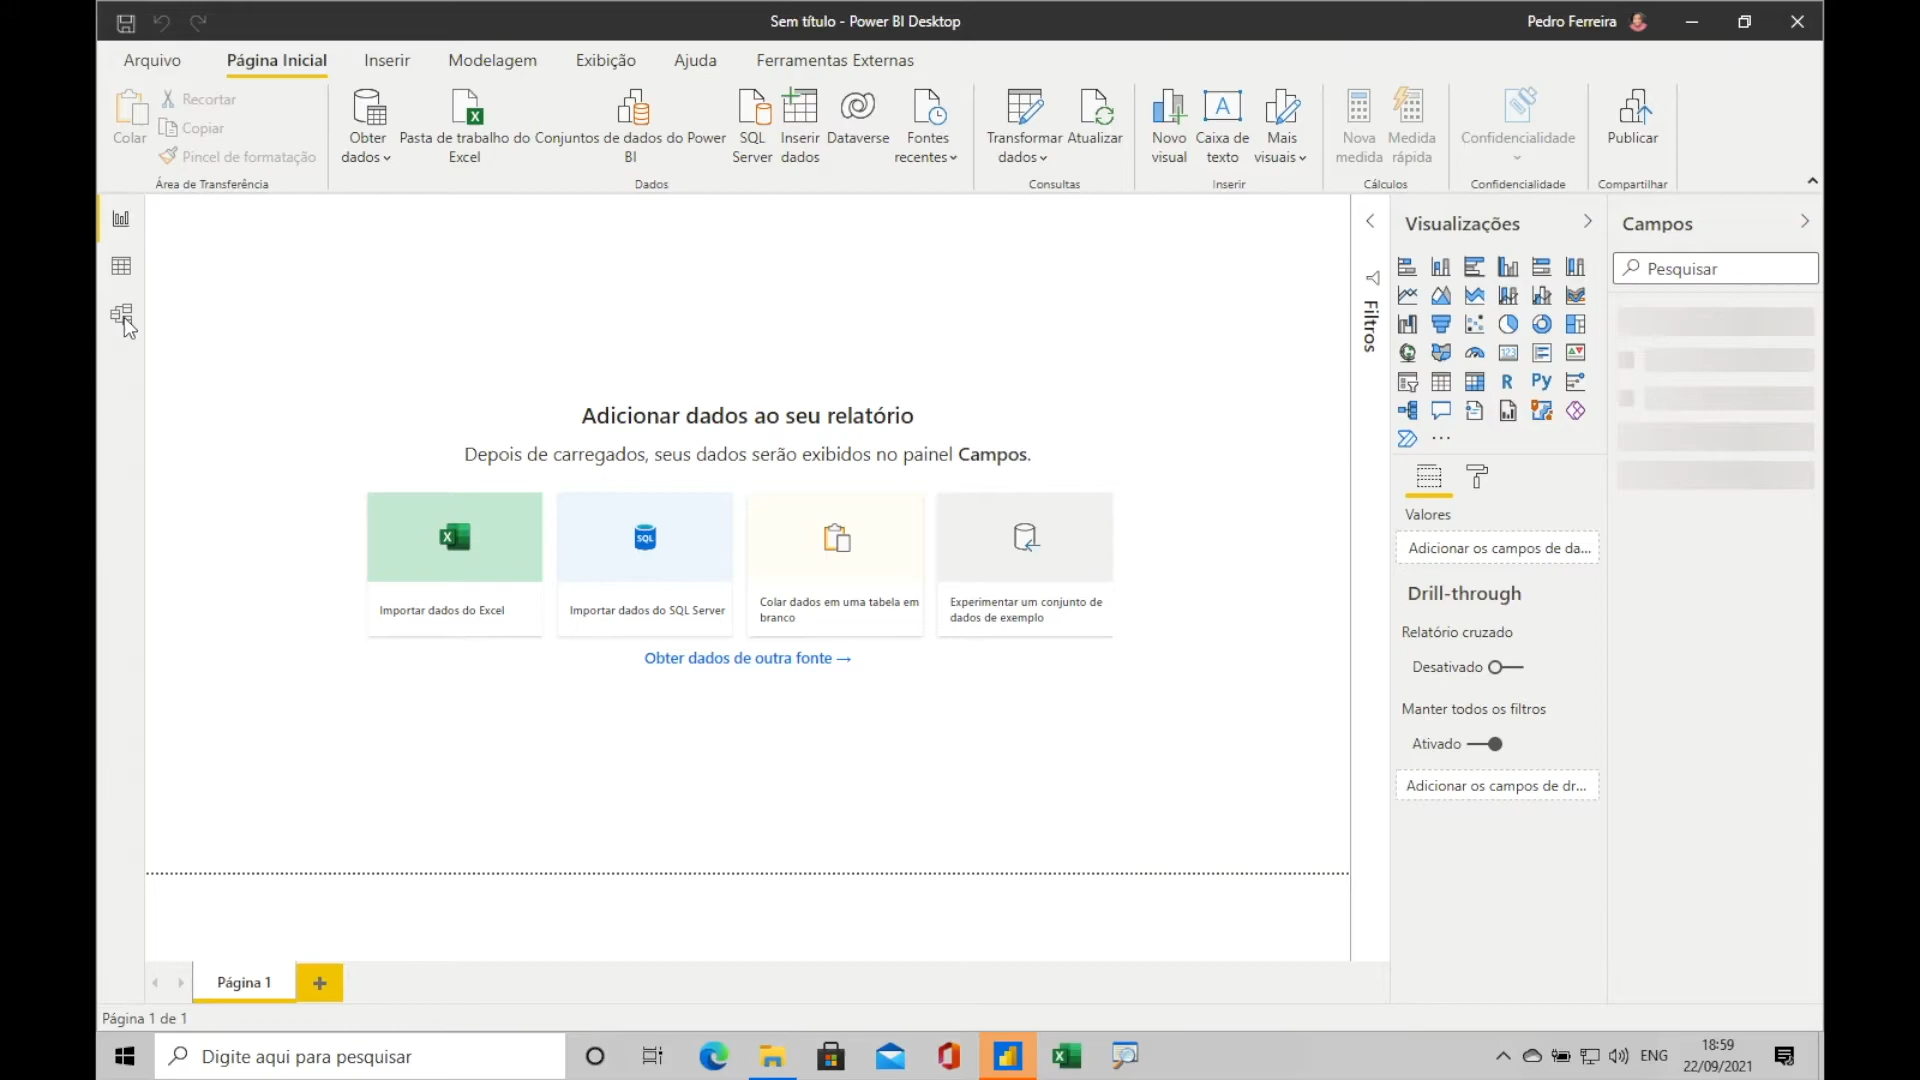 Sem título - Power BI Desktop
Pedro Ferreira
Arquivo
Página Inicial
Inserir
Modelagem
Exibição
Ajuda
Ferramentas Externas
Colar
Recortar
Copiar
Pincel de formatação
Área de Transferência
Obter
dados
Pasta de trabalho do
Excel
Conjuntos de dados do Power
BI
SQL
Server
Inserir
dados
Dataverse
Fontes
recentes
Dados
Transformar
dados
Atualizar
Consultas
Novo
visual
A
Caixa de
texto
Mais
visuais
Inserir
Nova
medida
Medida
rápida
Cálculos
Confidencialidade
Confidencialidade
Publicar
Compartilhar
Filtros
Visualizações
123
R
Py
Valores
Adicionar os campos de da...
Drill-through
Relatório cruzado
Desativado
Manter todos os filtros
Ativado
Adicionar os campos de dr...
Campos
Pesquisar
Adicionar dados ao seu relatório
Depois de carregados, seus dados serão exibidos no painel Campos.
X
SQL
Importar dados do Excel
Importar dados do SQL Server
Colar dados em uma tabela em
branco
Experimentar um conjunto de
dados de exemplo
Obter dados de outra fonte →
Página 1
+
Página 1 de 1
Digite aqui para pesquisar
ENG
18:59
22/09/2021